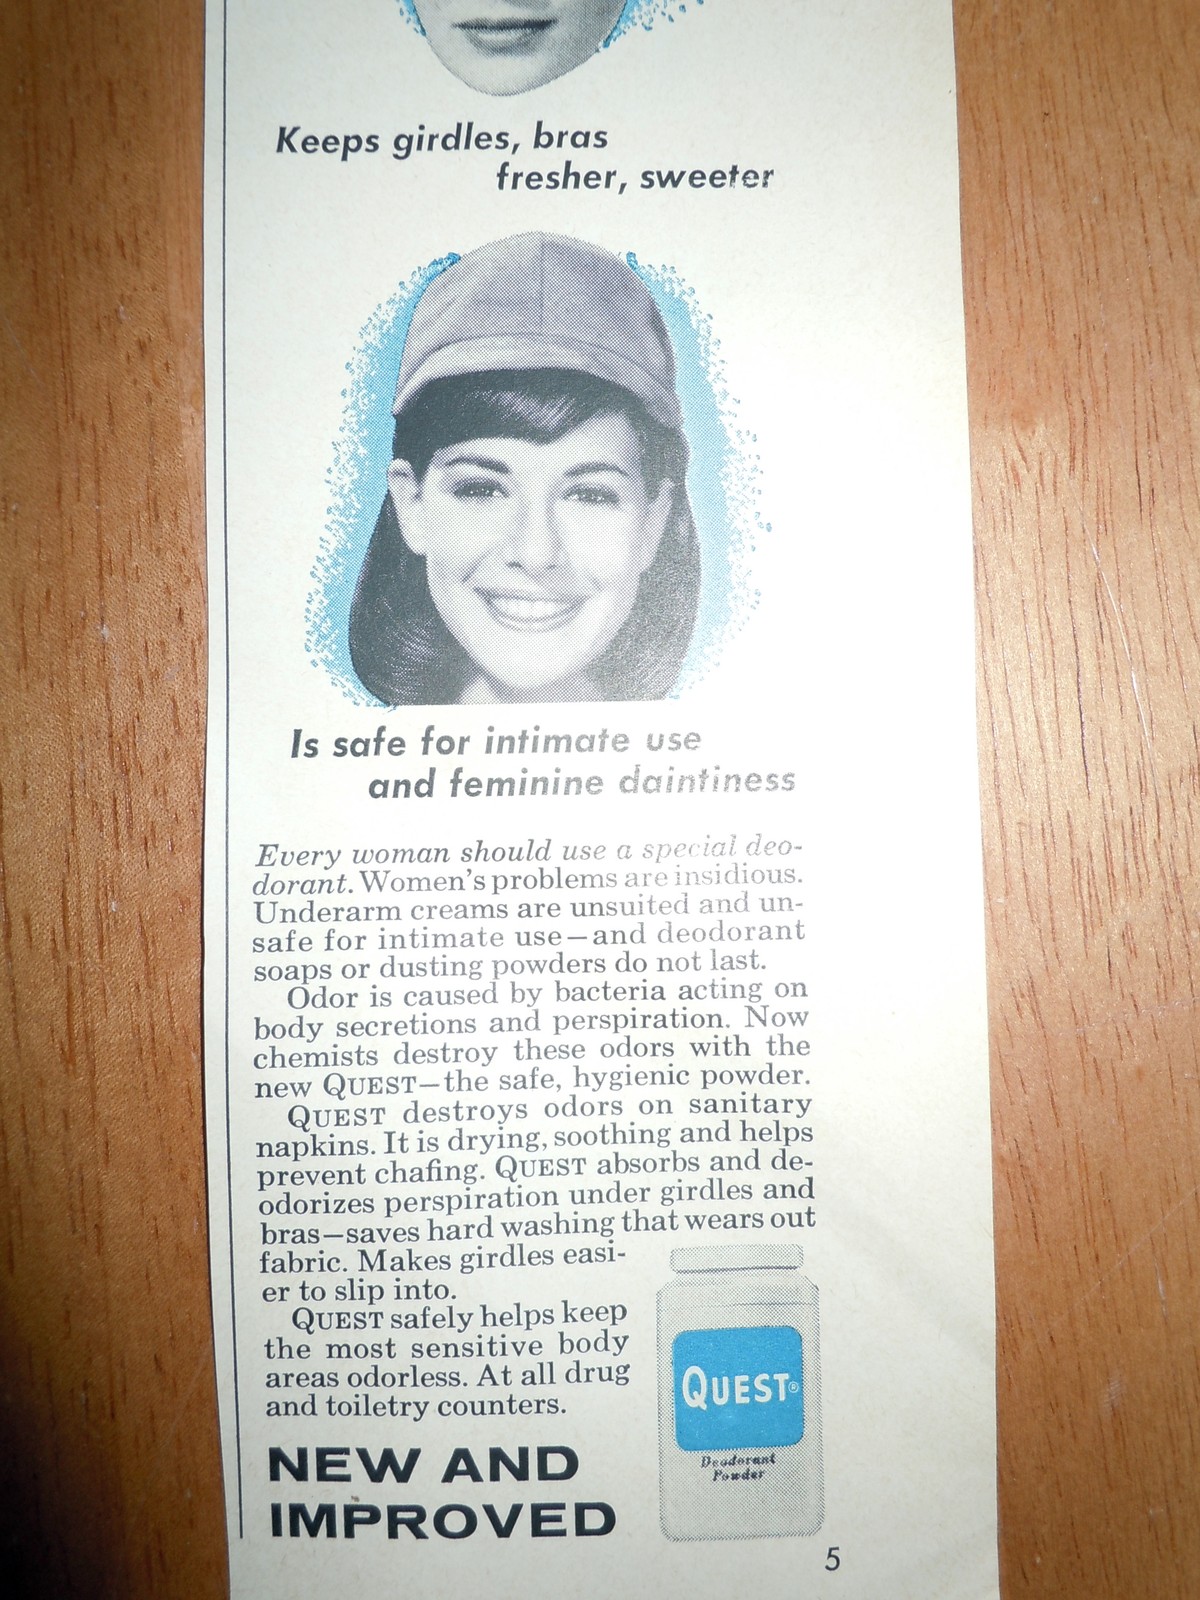 Keeps girdles, bras
fresher, sweeter
Is safe for intimate use
and feminine daintiness
Every woman should use a special deo-
dorant. Women's problems are insidious.
Underarm creams are unsuited and un-
safe for intimate use—and deodorant
soaps or dusting powders do not last.
Odor is caused by bacteria acting on
body secretions and perspiration. Now
chemists destroy these odors with the
new QUEST—the safe, hygienic powder.
QUEST destroys odors on sanitary
napkins. It is drying, soothing and helps
prevent chafing. QUEST absorbs and de-
odorizes perspiration under girdles and
bras—saves hard washing that wears out
fabric. Makes girdles easi-
er to slip into.
QUEST safely helps keep
the most sensitive body
areas odorless. At all drug
and toiletry counters.
NEW AND
IMPROVED
QUEST®
Deodorant
Powder
5